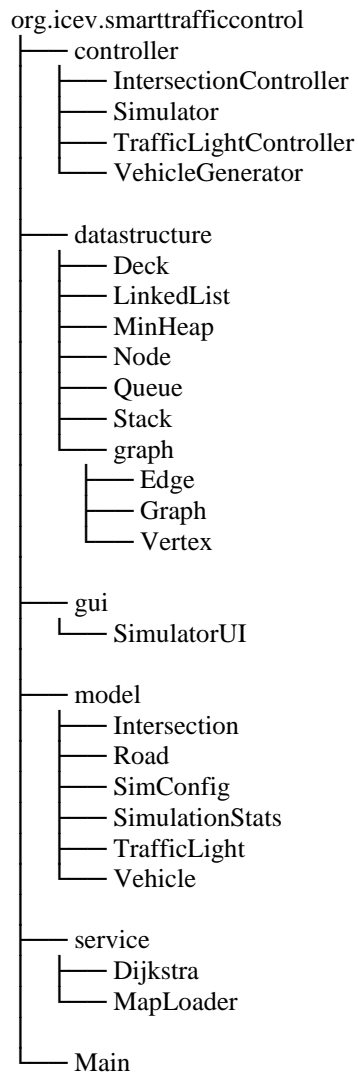 org.icev.smarttrafficcontrol
controller
IntersectionController
Simulator
TrafficLightController
VehicleGenerator
datastructure
Deck
LinkedList
MinHeap
Node
Queue
Stack
graph
Edge
Graph
Vertex
gui
SimulatorUI
model
Intersection
Road
SimConfig
SimulationStats
TrafficLight
Vehicle
service
Dijkstra
MapLoader
Main